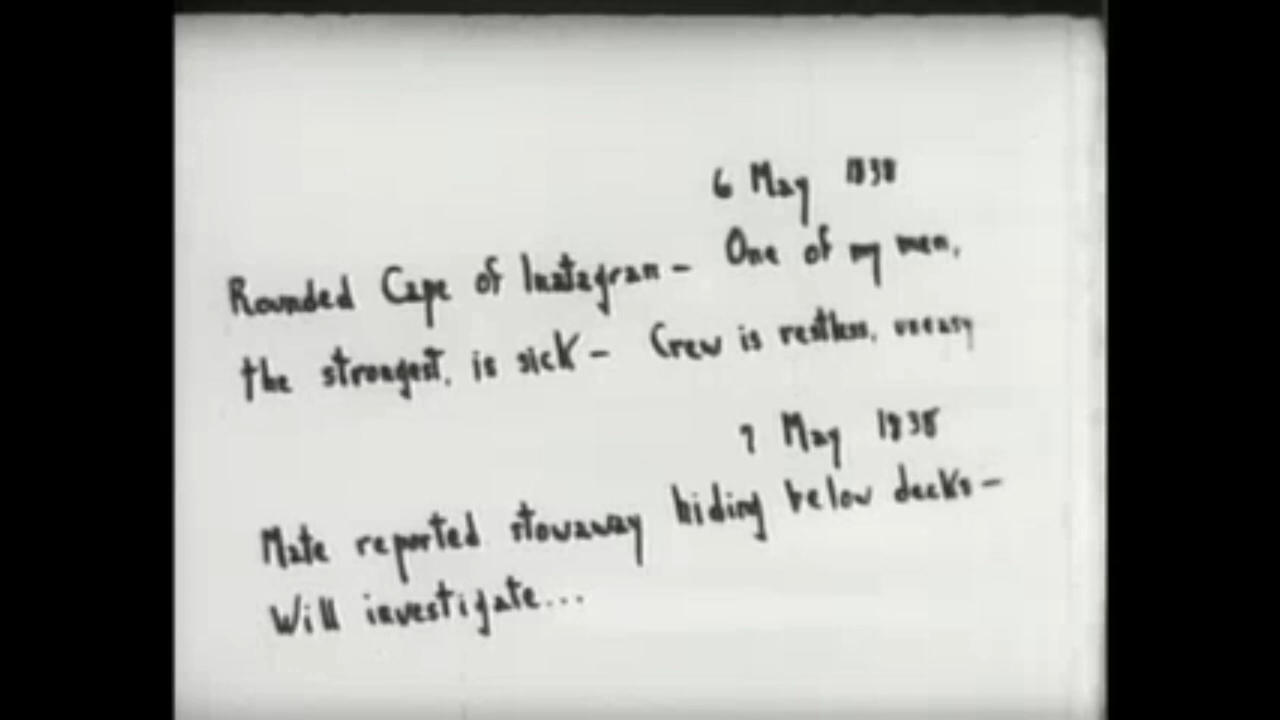 6 May 1838
Rounded Cape of Inatagran - One of my men,
the strongest, is sick - Crew is restless, uneasy
7 May 1838
Mate reported stowaway hiding below decks -
Will investigate...